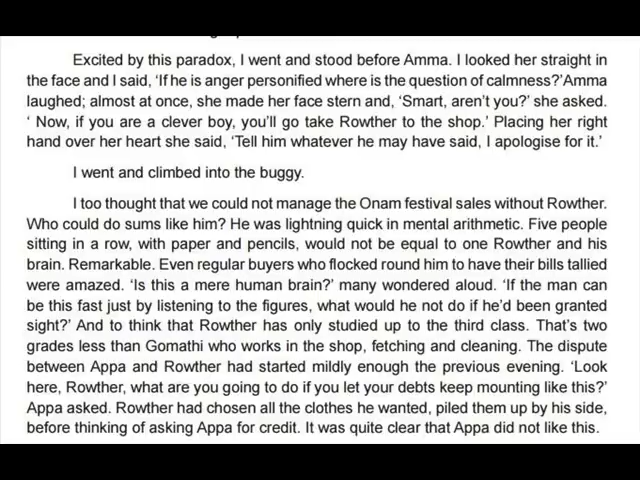 Excited by this paradox, I went and stood before Amma. I looked her straight in
the face and I said, ‘If he is anger personified where is the question of calmness?’Amma
laughed; almost at once, she made her face stern and, ‘Smart, aren’t you?’ she asked.
‘ Now, if you are a clever boy, you’ll go take Rowther to the shop.’ Placing her right
hand over her heart she said, ‘Tell him whatever he may have said, I apologise for it.’
I went and climbed into the buggy.
I too thought that we could not manage the Onam festival sales without Rowther.
Who could do sums like him? He was lightning quick in mental arithmetic. Five people
sitting in a row, with paper and pencils, would not be equal to one Rowther and his
brain. Remarkable. Even regular buyers who flocked round him to have their bills tallied
were amazed. ‘Is this a mere human brain?’ many wondered aloud. ‘If the man can
be this fast just by listening to the figures, what would he not do if he’d been granted
sight?’ And to think that Rowther has only studied up to the third class. That’s two
grades less than Gomathi who works in the shop, fetching and cleaning. The dispute
between Appa and Rowther had started mildly enough the previous evening. ‘Look
here, Rowther, what are you going to do if you let your debts keep mounting like this?’
Appa asked. Rowther had chosen all the clothes he wanted, piled them up by his side,
before thinking of asking Appa for credit. It was quite clear that Appa did not like this.